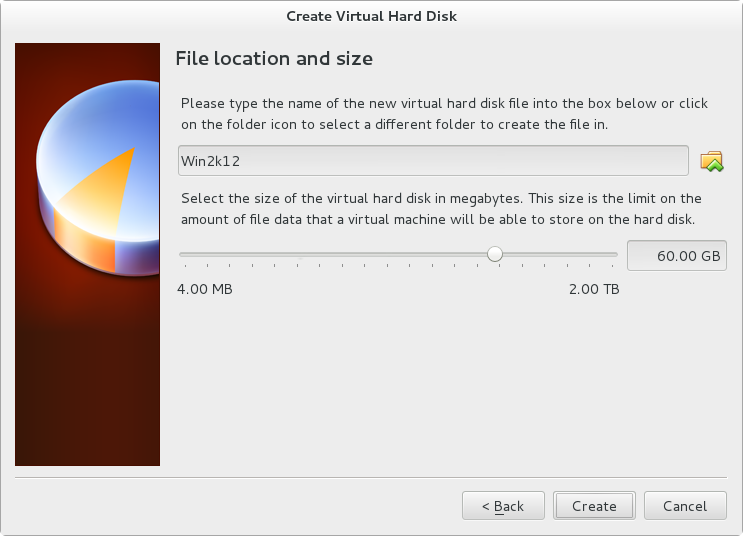 Create Virtual Hard Disk
File location and size
Please type the name of the new virtual hard disk file into the box below or click
on the folder icon to select a different folder to create the file in.
Win2k12
Select the size of the virtual hard disk in megabytes. This size is the limit on the
amount of file data that a virtual machine will be able to store on the hard disk.
60.00 GB
4.00 MB 2.00 TB
< Back Create Cancel